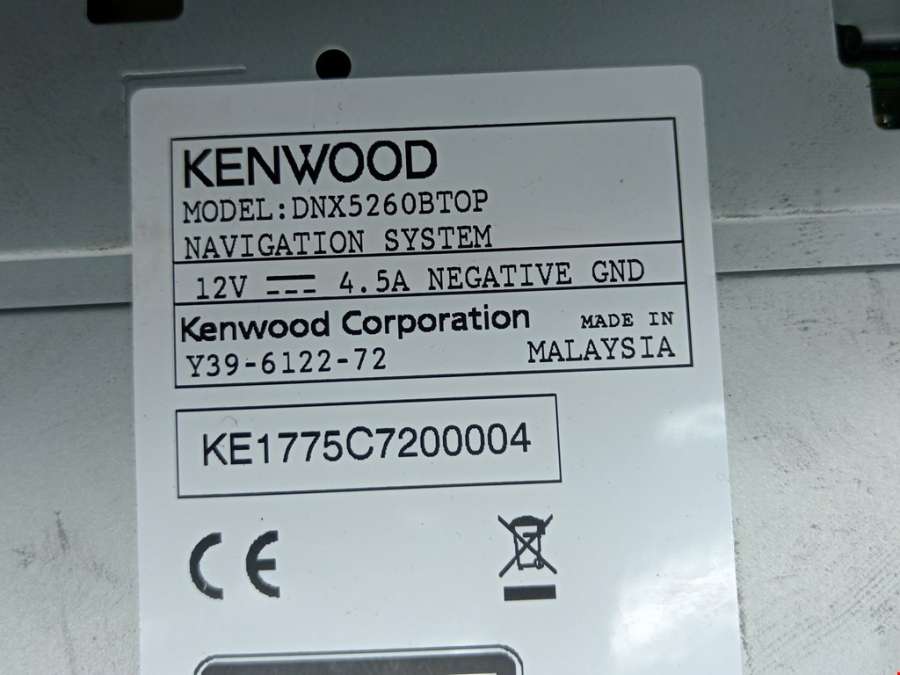 KENWOOD
MODEL:DNX5260BTOP
NAVIGATION SYSTEM
12V 4.5A NEGATIVE GND
Kenwood Corporation
MADE IN
Y39-6122-72
MALAYSIA
KE1775C7200004
CE